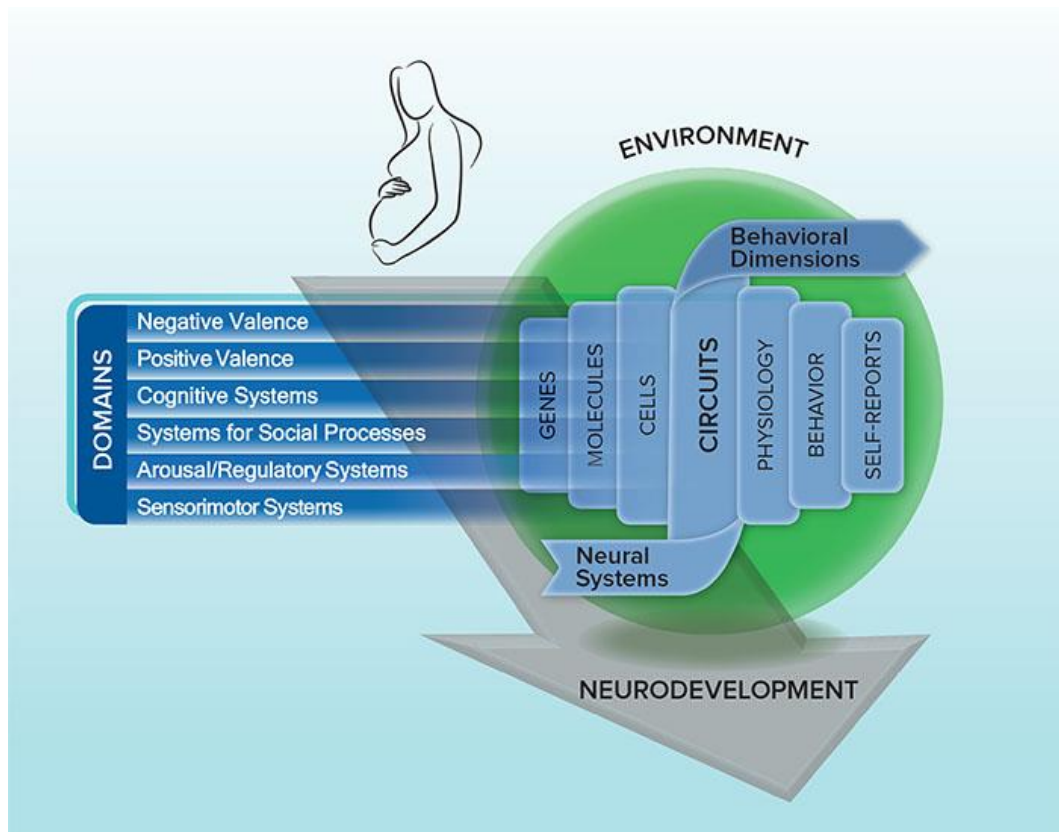 ENVIRONMENT
Behavioral
Dimensions
DOMAINS
Negative Valence
Positive Valence
Cognitive Systems
Systems for Social Processes
Arousal/Regulatory Systems
Sensorimotor Systems
GENES
MOLECULES
CELLS
CIRCUITS
PHYSIOLOGY
BEHAVIOR
SELF-REPORTS
Neural
Systems
NEURODEVELOPMENT